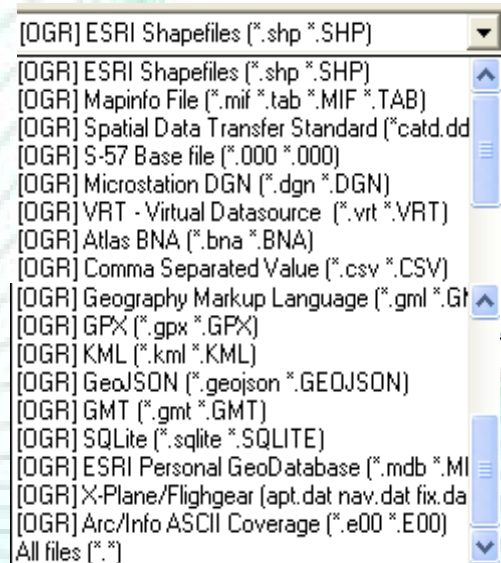 [OGR] ESRI Shapefiles (*.shp *.SHP)
[OGR] ESRI Shapefiles (*.shp *.SHP)
[OGR] Mapinfo File (*.mif *.tab *.MIF *.TAB)
[OGR] Spatial Data Transfer Standard (*catd.dd
[OGR] S-57 Base file (*.000 *.000)
[OGR] Microstation DGN (*.dgn *.DGN)
[OGR] VRT - Virtual Datasource (*.vrt *.VRT)
[OGR] Atlas BNA (*.bna *.BNA)
[OGR] Comma Separated Value (*.csv *.CSV)
[OGR] Geography Markup Language (*.gml *.G
[OGR] GPX (*.gpx *.GPX)
[OGR] KML (*.kml *.KML)
[OGR] GeoJSON (*.geojson *.GEOJSON)
[OGR] GMT (*.gmt *.GMT)
[OGR] SQLite (*.sqlite *.SQLITE)
[OGR] ESRI Personal GeoDatabase (*.mdb *.M
[OGR] X-Plane/Flighgear (apt.dat nav.dat fix.da
[OGR] Arc/Info ASCII Coverage (*.e00 *.E00)
All files (*.*)